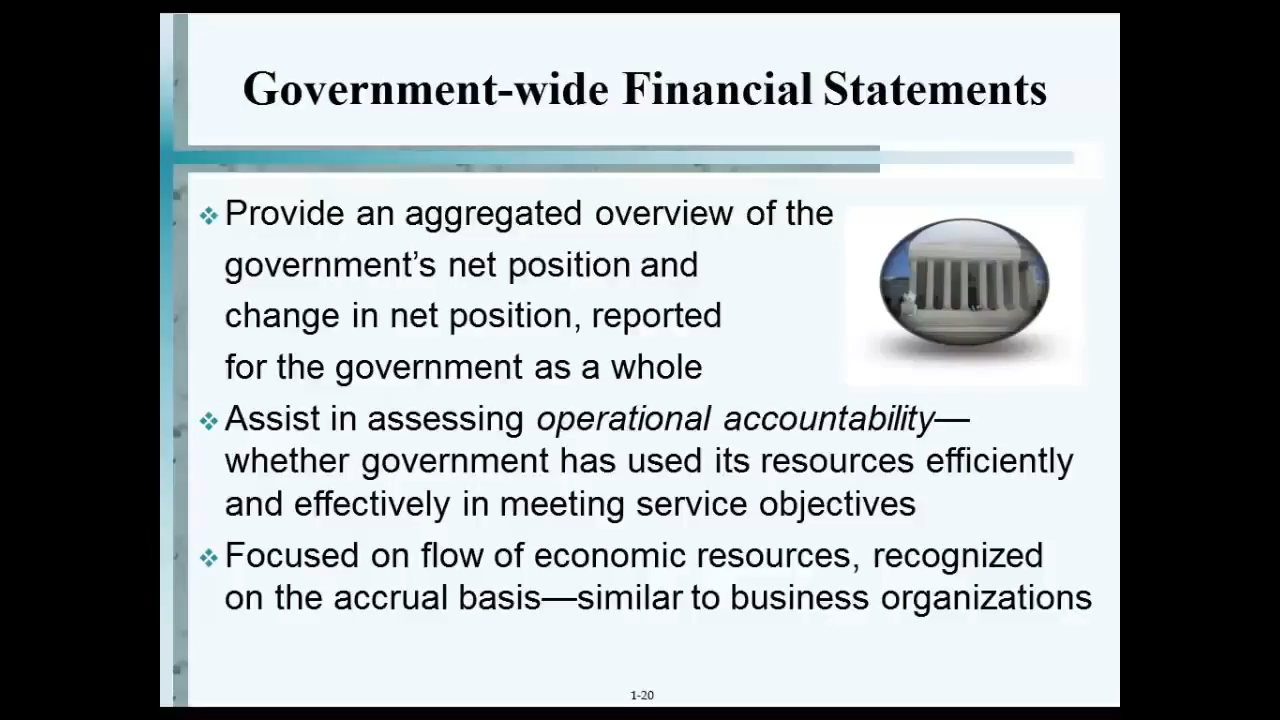 Government-wide Financial Statements
Provide an aggregated overview of the
government’s net position and
change in net position, reported
for the government as a whole
Assist in assessing operational accountability—
whether government has used its resources efficiently
and effectively in meeting service objectives
Focused on flow of economic resources, recognized
on the accrual basis—similar to business organizations
1-20